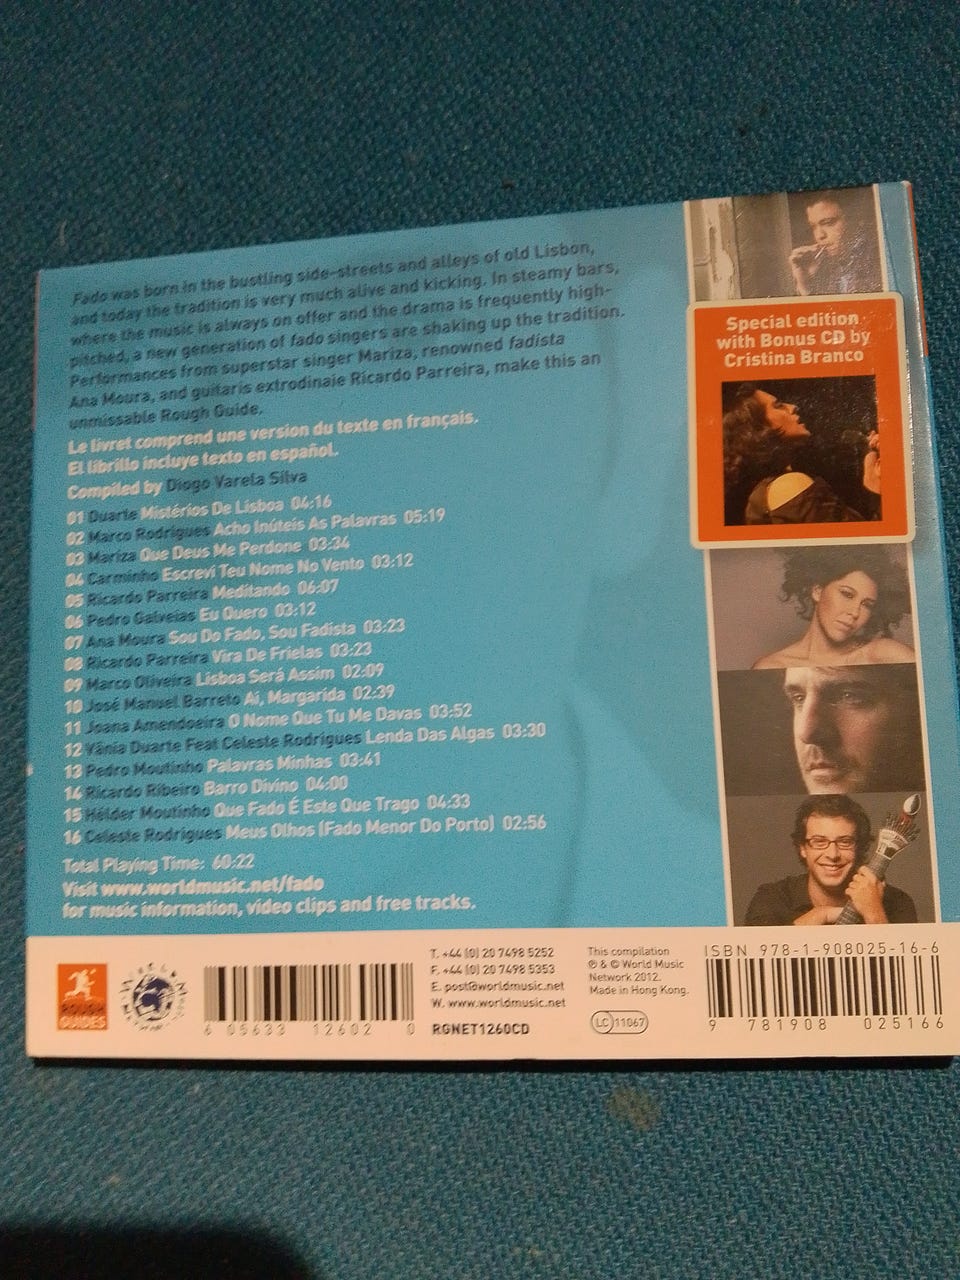 Fado was born in the bustling side-streets and alleys of old Lisbon,
and today the tradition is very much alive and kicking. In steamy bars,
where the music is always on offer and the drama is frequently high-
pitched, a new generation of fado singers are shaking up the tradition.
Performances from superstar singer Mariza, renowned fadista
Ana Moura, and guitaris extrodinaie Ricardo Parreira, make this an
unmissable Rough Guide.
Le livret comprend une version du texte en français.
El librillo incluye texto en español.
Compiled by Diogo Varela Silva
01 Duarte Mistérios De Lisboa 04:16
02 Marco Rodrigues Acho Inúteis As Palavras 05:19
03 Mariza Que Deus Me Perdone 03:34
04 Carminho Escrevi Teu Nome No Vento 03:12
05 Ricardo Parreira Meditando 06:07
06 Pedro Galveias Eu Quero 03:12
07 Ana Moura Sou Do Fado, Sou Fadista 03:23
08 Ricardo Parreira Vira De Frielas 03:23
09 Marco Oliveira Lisboa Será Assim 02:09
10 José Manuel Barreto Ai, Margarida 02:39
11 Joana Amendoeira O Nome Que Tu Me Davas 03:52
12 Vânia Duarte Feat Celeste Rodrigues Lenda Das Algas 03:30
13 Pedro Moutinho Palavras Minhas 03:41
14 Ricardo Ribeiro Barro Divino 04:00
15 Hélder Moutinho Que Fado É Este Que Trago 04:33
16 Celeste Rodrigues Meus Olhos (Fado Menor Do Porto) 02:56
Total Playing Time: 60:22
Visit www.worldmusic.net/fado
for music information, video clips and free tracks.
Special edition
with Bonus CD by
Cristina Branco
ROUGH
GUIDES
6 05633 12602 0
T. +44 (0) 20 7498 5252
F. +44 (0) 20 7498 5353
E. post@worldmusic.net
W. www.worldmusic.net
RGNET1260CD
This compilation
℗ & © World Music
Network 2012.
Made in Hong Kong.
LC 11067
ISBN 978-1-908025-16-6
9 781908 025166